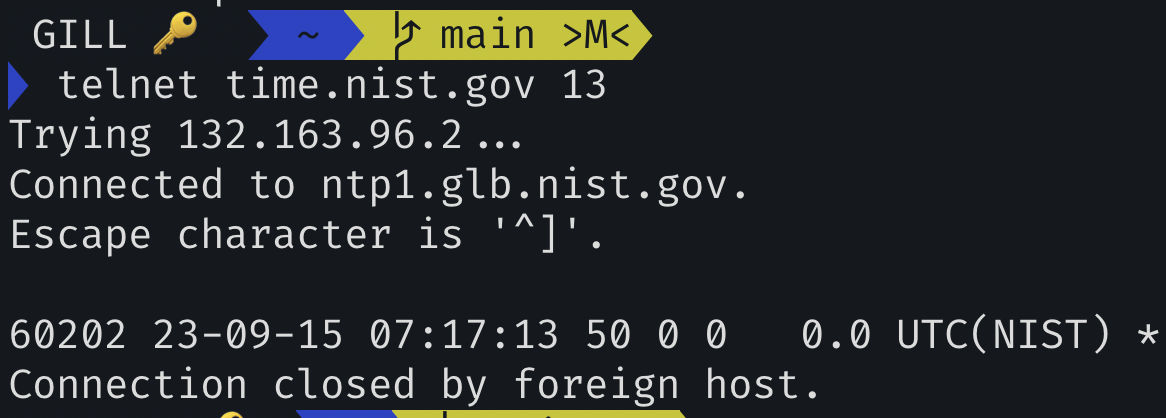 GILL 🔑 ~ main >M<
telnet time.nist.gov 13
Trying 132.163.96.2...
Connected to ntp1.glb.nist.gov.
Escape character is '^]'.
60202 23-09-15 07:17:13 50 0 0   0.0 UTC(NIST) *
Connection closed by foreign host.